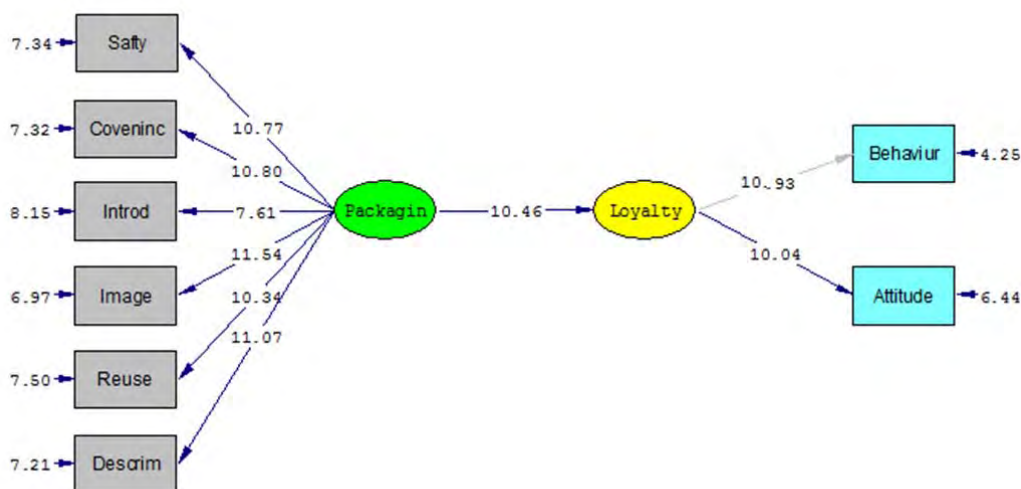 7.34
Safty
10.77
7.32
Coveninc
10.80
8.15
Introd
7.61
6.97
Image
11.54
7.50
Reuse
10.34
7.21
Descrim
11.07
Packagin
10.46
Loyalty
10.93
Behaviur
4.25
10.04
Attitude
6.44